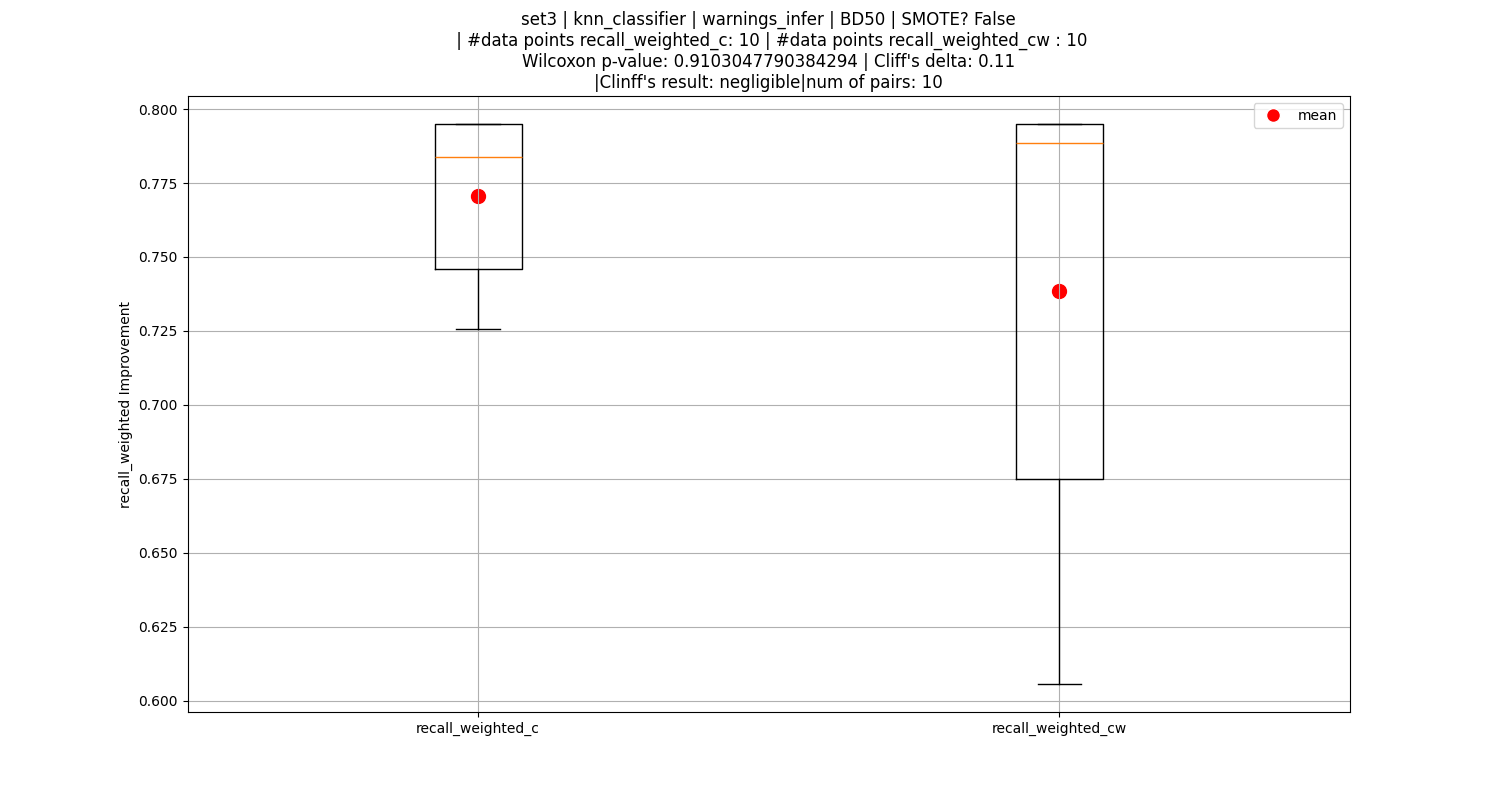 set3 | knn_classifier | warnings_infer | BD50 | SMOTE? False
| #data points recall_weighted_c: 10 | #data points recall_weighted_cw : 10
Wilcoxon p-value: 0.9103047790384294 | Cliff's delta: 0.11
|Clinff's result: negligible|num of pairs: 10
mean
0.800
0.775
0.750
0.725
0.700
0.675
0.650
0.625
0.600
recall_weighted Improvement
recall_weighted_c
recall_weighted_cw